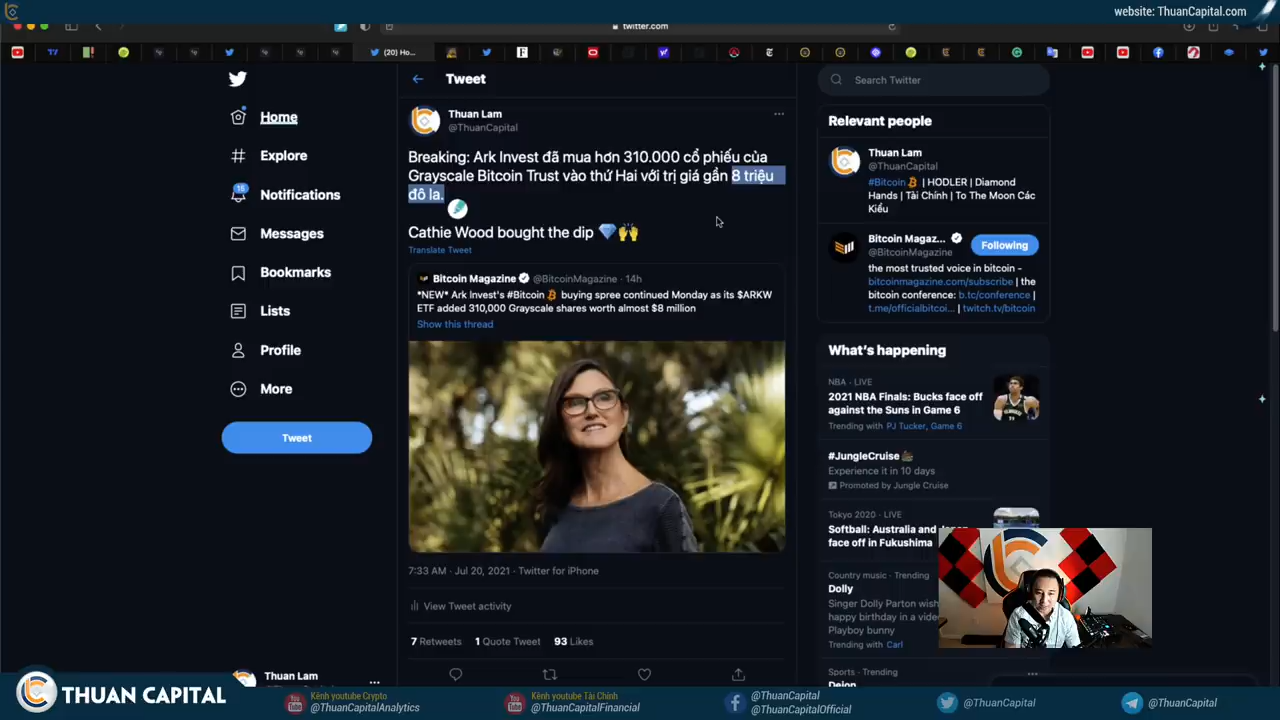 website: ThuanCapital.com
twitter.com
(20) Ho...
Tweet
Search Twitter
Home
Explore
16
Notifications
Messages
Bookmarks
Lists
Profile
More
Tweet
Thuan Lam
@ThuanCapital
Breaking: Ark Invest đã mua hơn 310.000 cổ phiếu của
Grayscale Bitcoin Trust vào thứ Hai với trị giá gần 8 triệu
đô la.
Cathie Wood bought the dip 💎🙌
Translate Tweet
Bitcoin Magazine @BitcoinMagazine · 14h
*NEW* Ark Invest's #Bitcoin buying spree continued Monday as its $ARKW
ETF added 310,000 Grayscale shares worth almost $8 million
Show this thread
7:33 AM · Jul 20, 2021 · Twitter for iPhone
View Tweet activity
7 Retweets 1 Quote Tweet 93 Likes
Relevant people
Thuan Lam
@ThuanCapital
#Bitcoin | HODLER | Diamond
Hands | Tài Chính | To The Moon Các
Kiểu
Bitcoin Magaz...
@BitcoinMagazine
Following
the most trusted voice in bitcoin -
bitcoinmagazine.com/subscribe | the
bitcoin conference: b.tc/conference |
t.me/officialbitcoi... | twitch.tv/bitcoin
What's happening
NBA · LIVE
2021 NBA Finals: Bucks face off
against the Suns in Game 6
Trending with PJ Tucker, Game 6
#JungleCruise
Experience it in 10 days
Promoted by Jungle Cruise
Tokyo 2020 · LIVE
Softball: Australia and
face off in Fukushima
Country music · Trending
Dolly
Singer Dolly Parton wish
happy birthday in a vide
Playboy bunny
Trending with Carl
Sports · Trending
Thuan Lam
THUAN CAPITAL
Kênh youtube Crypto
@ThuanCapitalAnalytics
Kênh youtube Tài Chính
@ThuanCapitalFinancial
@ThuanCapital
@ThuanCapitalOfficial
@ThuanCapital
@ThuanCapital